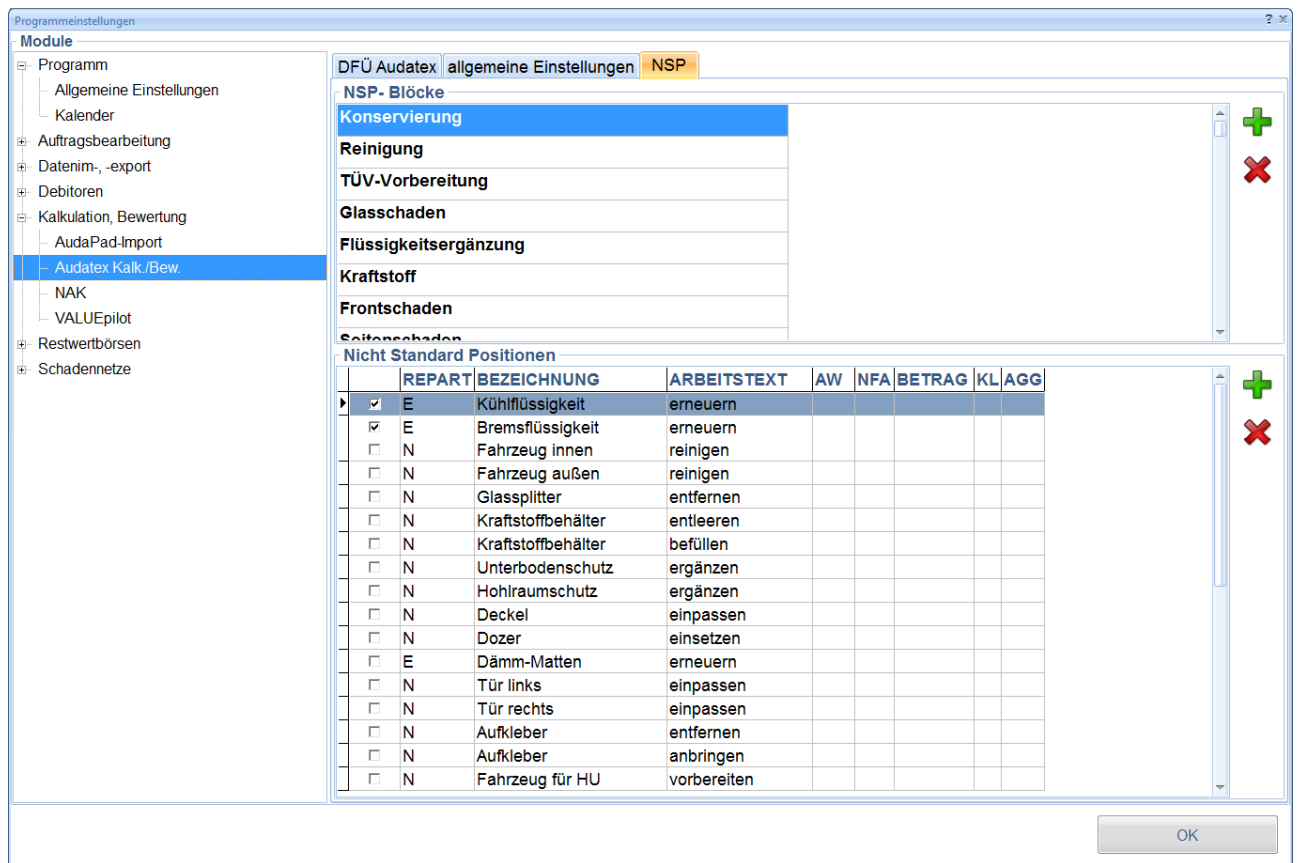 Programmeinstellungen ? ×
Module
Programm
Allgemeine Einstellungen
Kalender
Auftragsbearbeitung
Datenim-, -export
Debitoren
Kalkulation, Bewertung
AudaPad-Import
Audatex Kalk./Bew.
NAK
VALUEpilot
Restwertbörsen
Schadennetze
DFÜ Audatex allgemeine Einstellungen NSP
NSP- Blöcke
Konservierung
Reinigung
TÜV-Vorbereitung
Glasschaden
Flüssigkeitsergänzung
Kraftstoff
Frontschaden
Seitenschaden
Nicht Standard Positionen
REPART BEZEICHNUNG ARBEITSTEXT AW NFA BETRAG KL AGG
E Kühlflüssigkeit erneuern
E Bremsflüssigkeit erneuern
N Fahrzeug innen reinigen
N Fahrzeug außen reinigen
N Glassplitter entfernen
N Kraftstoffbehälter entleeren
N Kraftstoffbehälter befüllen
N Unterbodenschutz ergänzen
N Hohlraumschutz ergänzen
N Deckel einpassen
N Dozer einsetzen
E Dämm-Matten erneuern
N Tür links einpassen
N Tür rechts einpassen
N Aufkleber entfernen
N Aufkleber anbringen
N Fahrzeug für HU vorbereiten
OK